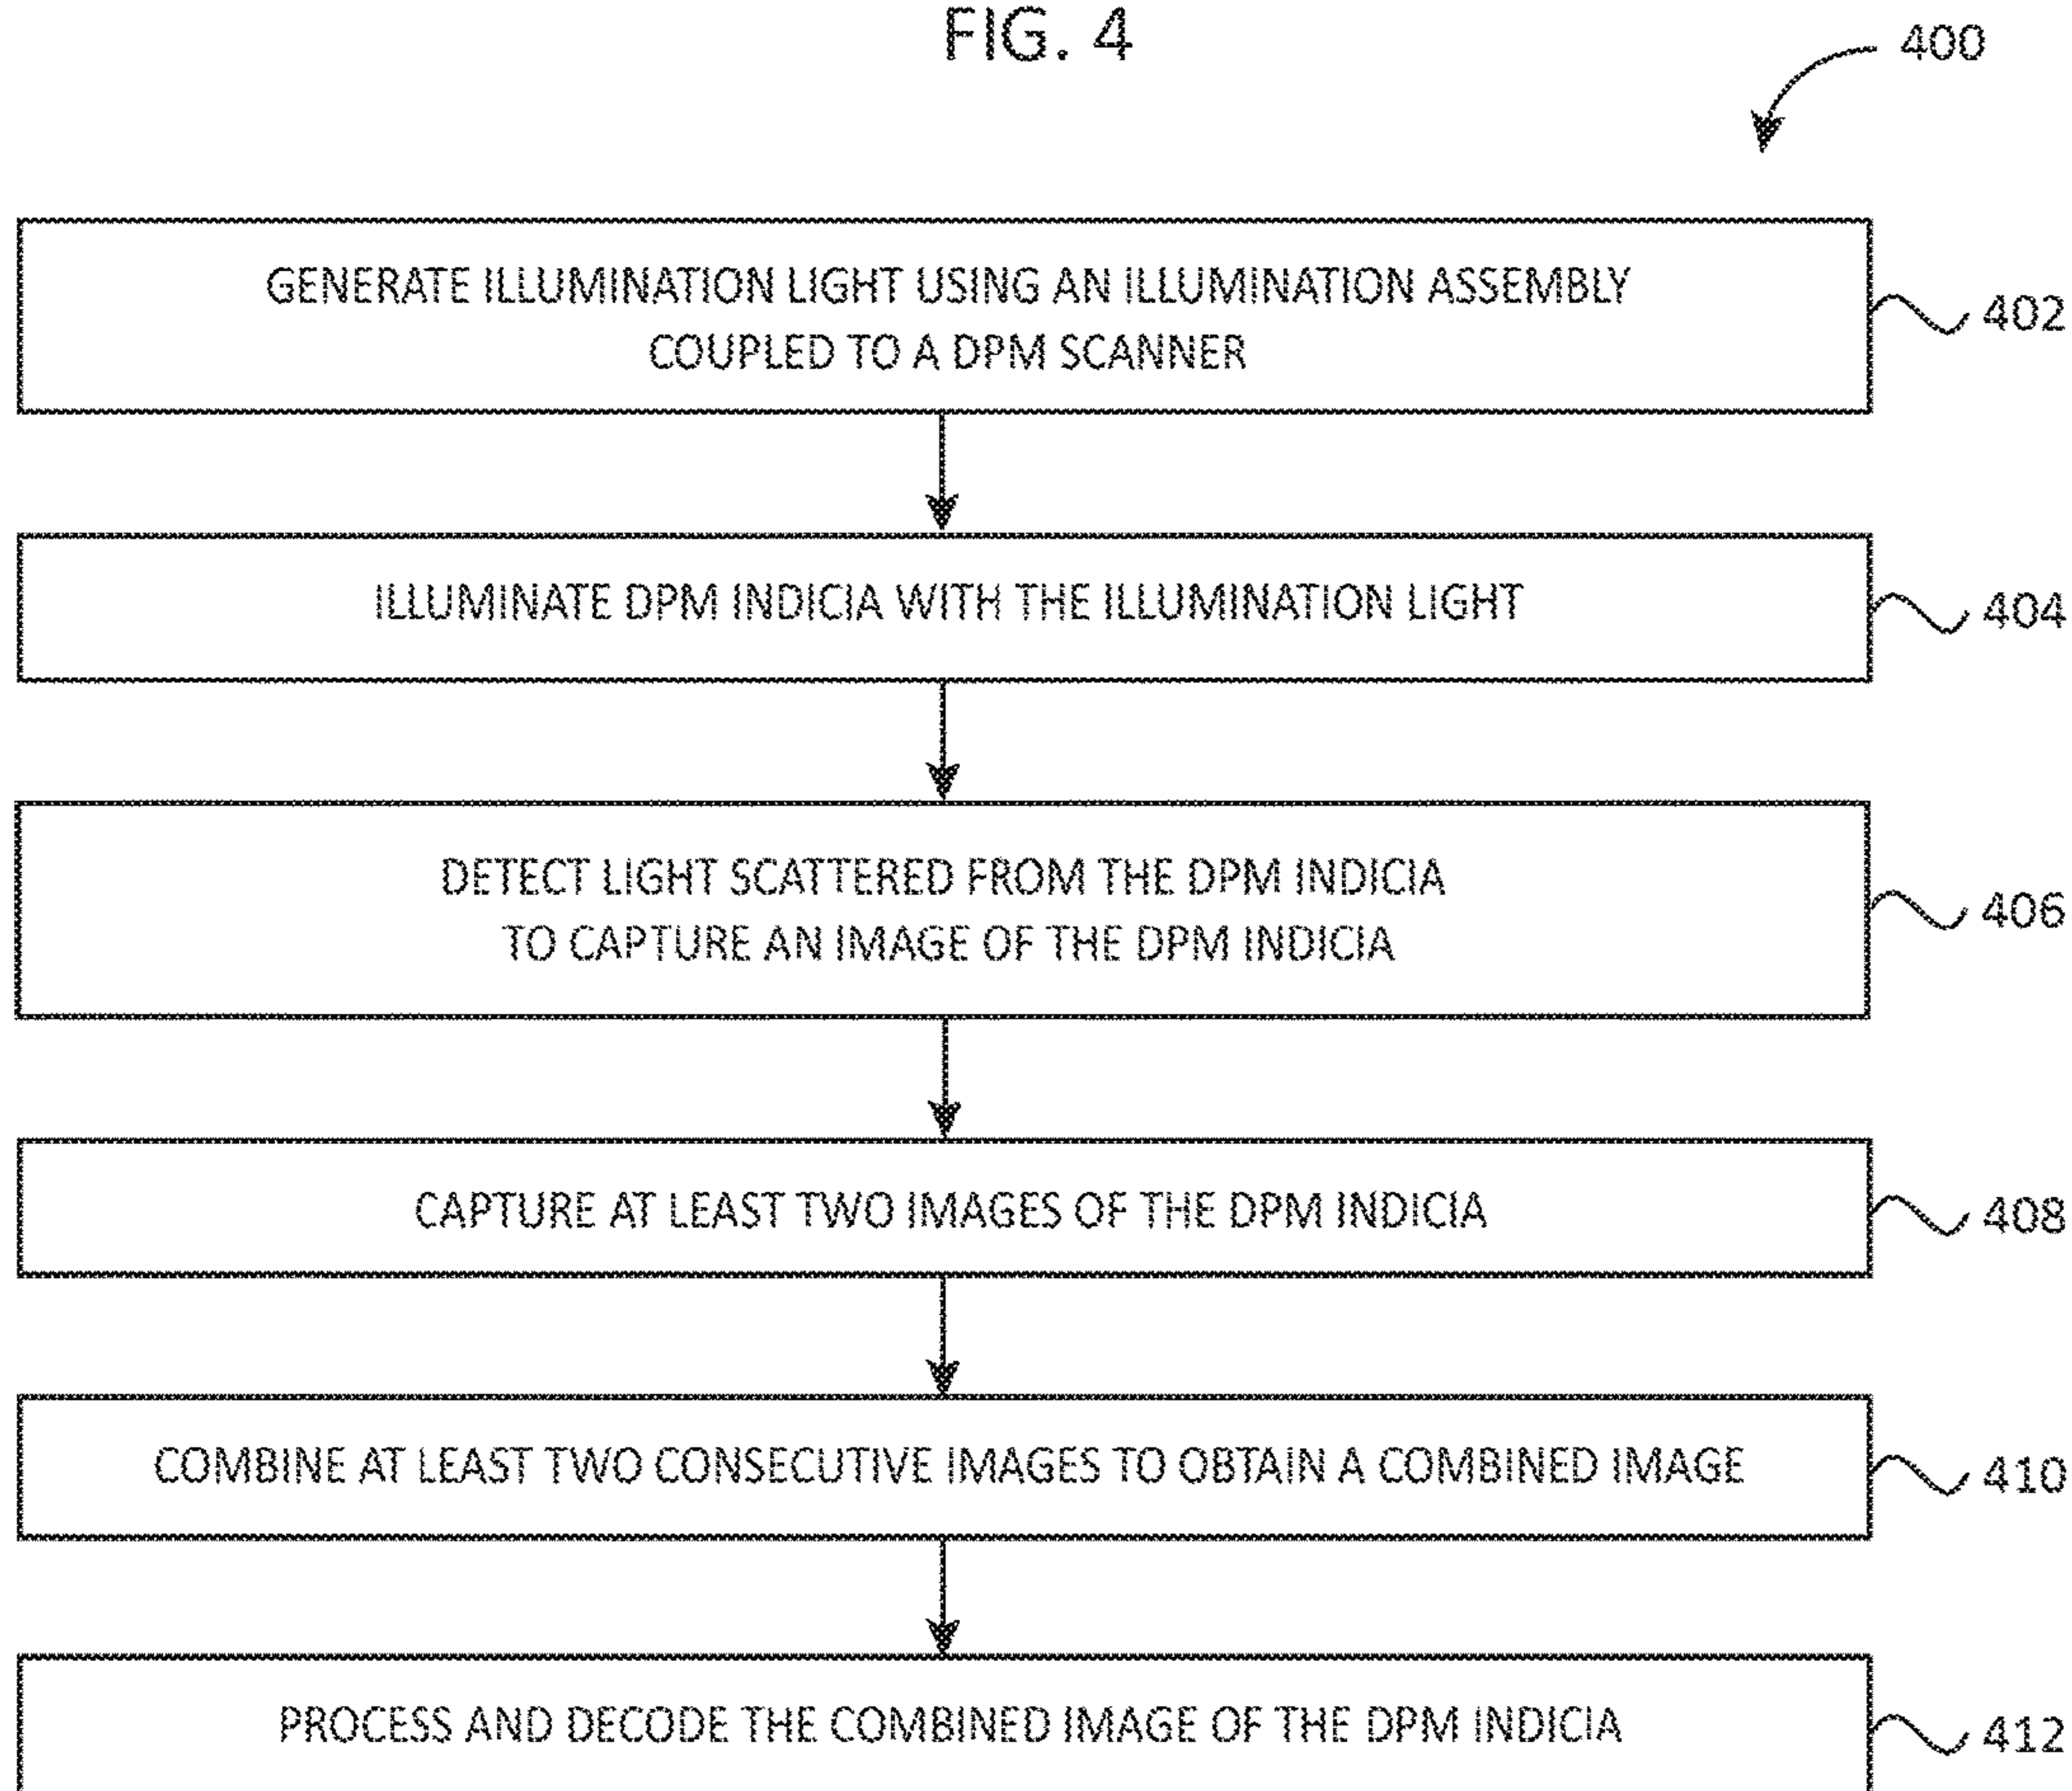 FIG. 4
400
GENERATE ILLUMINATION LIGHT USING AN ILLUMINATION ASSEMBLY
COUPLED TO A DPM SCANNER
402
ILLUMINATE DPM INDICIA WITH THE ILLUMINATION LIGHT
404
DETECT LIGHT SCATTERED FROM THE DPM INDICIA
TO CAPTURE AN IMAGE OF THE DPM INDICIA
406
CAPTURE AT LEAST TWO IMAGES OF THE DPM INDICIA
408
COMBINE AT LEAST TWO CONSECUTIVE IMAGES TO OBTAIN A COMBINED IMAGE
410
PROCESS AND DECODE THE COMBINED IMAGE OF THE DPM INDICIA
412